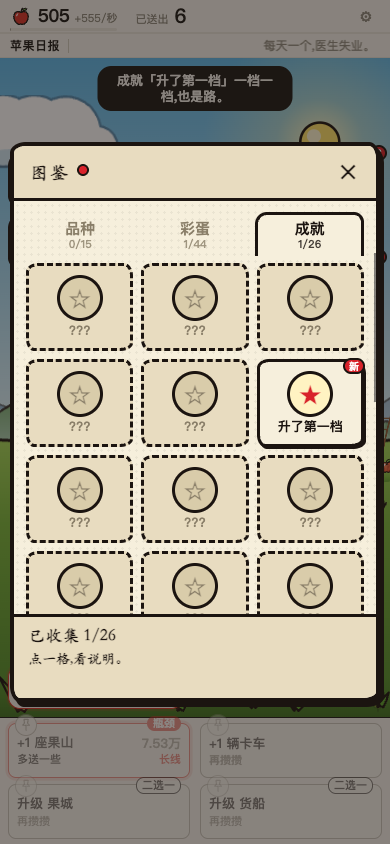 505 +555/秒 已送出 6
苹果日报 每天一个,医生失业。
成就「升了第一档」一档一
档,也是路。
图鉴
品种 彩蛋 成就
0/15 1/44 1/26
??? ??? ???
新
??? ??? 升了第一档
??? ??? ???
已收集 1/26
点一格,看说明。
瓶颈
+1 座果山 7.53万 +1 辆卡车
多送一些 长线 再攒攒
二选一 二选一
升级 果城 升级 货船
再攒攒 再攒攒